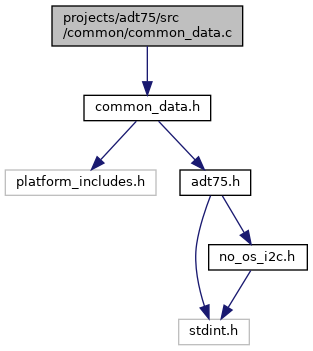 projects/adt75/src
/common/common_data.c
common_data.h
platform_includes.h
adt75.h
no_os_i2c.h
stdint.h